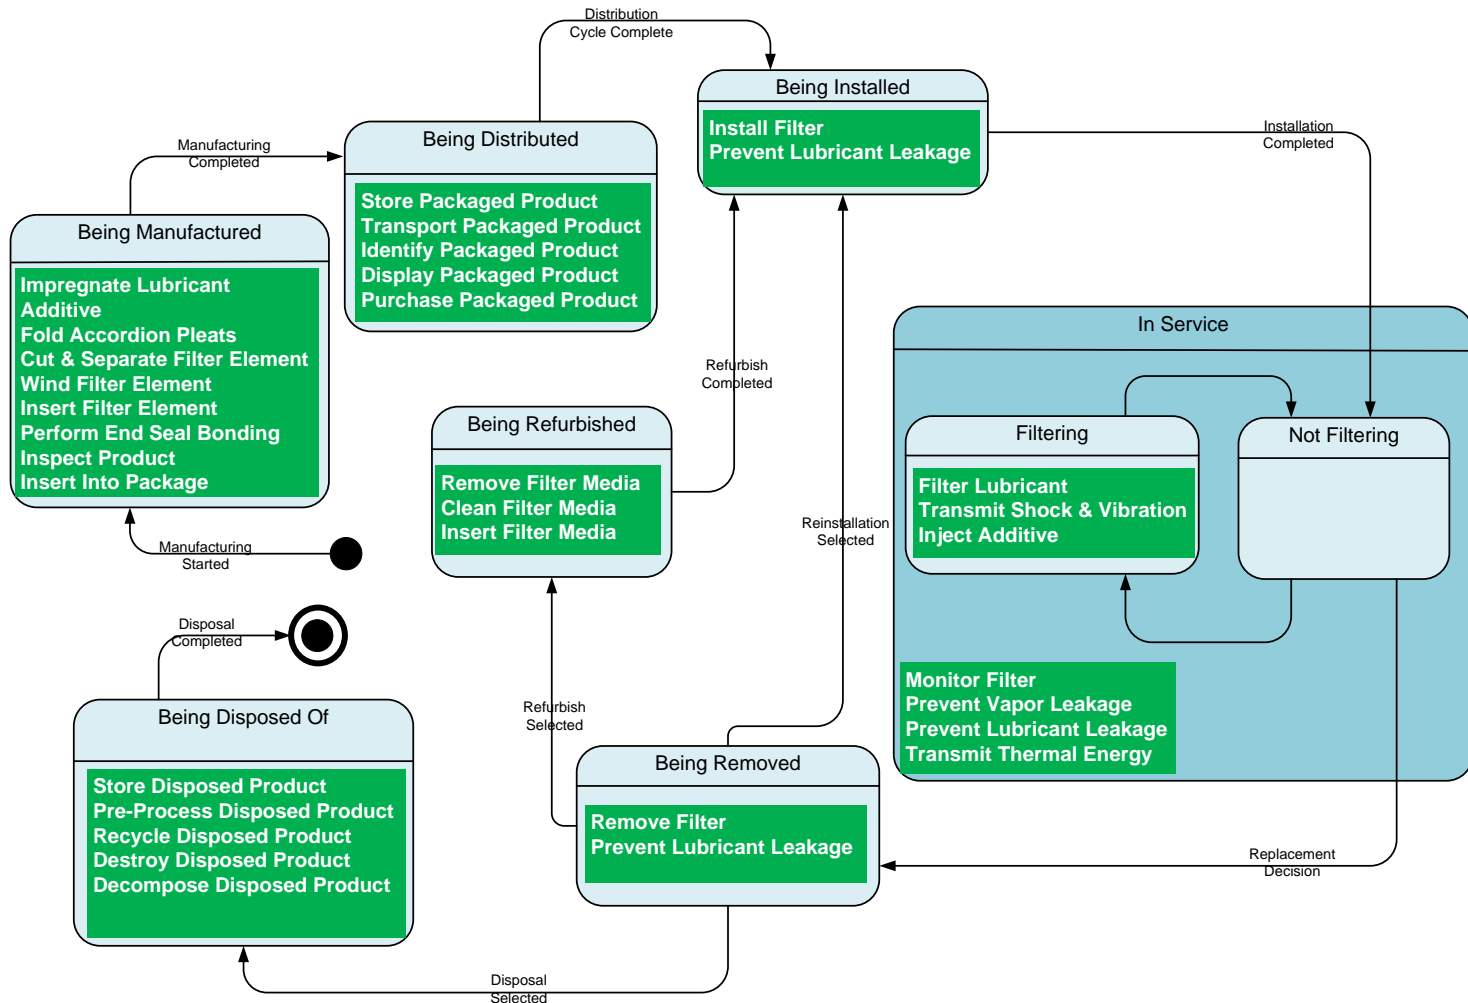 Distribution
Cycle Complete
Being Installed
Install Filter
Prevent Lubricant Leakage
Installation
Completed
Being Distributed
Store Packaged Product
Transport Packaged Product
Identify Packaged Product
Display Packaged Product
Purchase Packaged Product
Manufacturing
Completed
Being Manufactured
Impregnate Lubricant
Additive
Fold Accordion Pleats
Cut & Separate Filter Element
Wind Filter Element
Insert Filter Element
Perform End Seal Bonding
Inspect Product
Insert Into Package
Manufacturing
Started
Refurbish
Completed
Being Refurbished
Remove Filter Media
Clean Filter Media
Insert Filter Media
Reinstallation
Selected
In Service
Filtering
Filter Lubricant
Transmit Shock & Vibration
Inject Additive
Not Filtering
Monitor Filter
Prevent Vapor Leakage
Prevent Lubricant Leakage
Transmit Thermal Energy
Disposal
Completed
Being Disposed Of
Store Disposed Product
Pre-Process Disposed Product
Recycle Disposed Product
Destroy Disposed Product
Decompose Disposed Product
Refurbish
Selected
Being Removed
Remove Filter
Prevent Lubricant Leakage
Replacement
Decision
Disposal
Selected